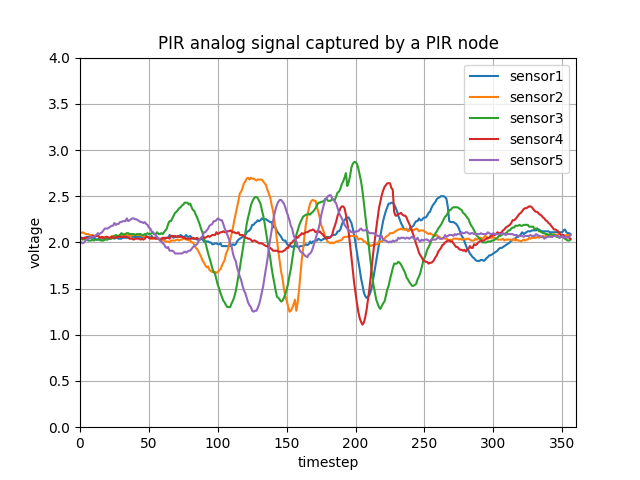 PIR analog signal captured by a PIR node
4.0
3.5
3.0
2.5
2.0
1.5
1.0
0.5
0.0
voltage
0 50 100 150 200 250 300 350
timestep
sensor1
sensor2
sensor3
sensor4
sensor5